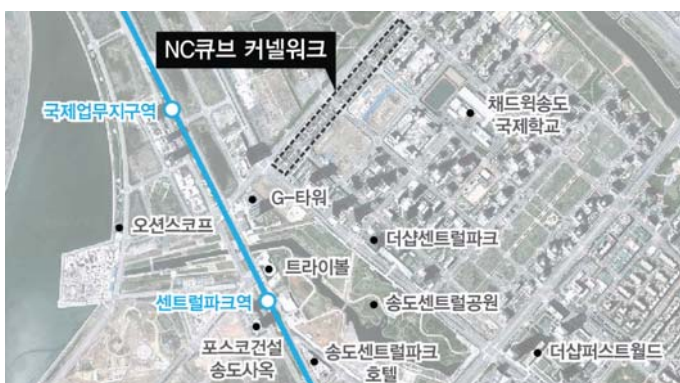 NC큐브 커넬워크
국제업무지구역
채드윅송도
국제학교
G-타워
오션스코프
더샵센트럴파크
트라이볼
센트럴파크역
송도센트럴공원
포스코건설
송도사옥
송도센트럴파크
호텔
더샵퍼스트월드